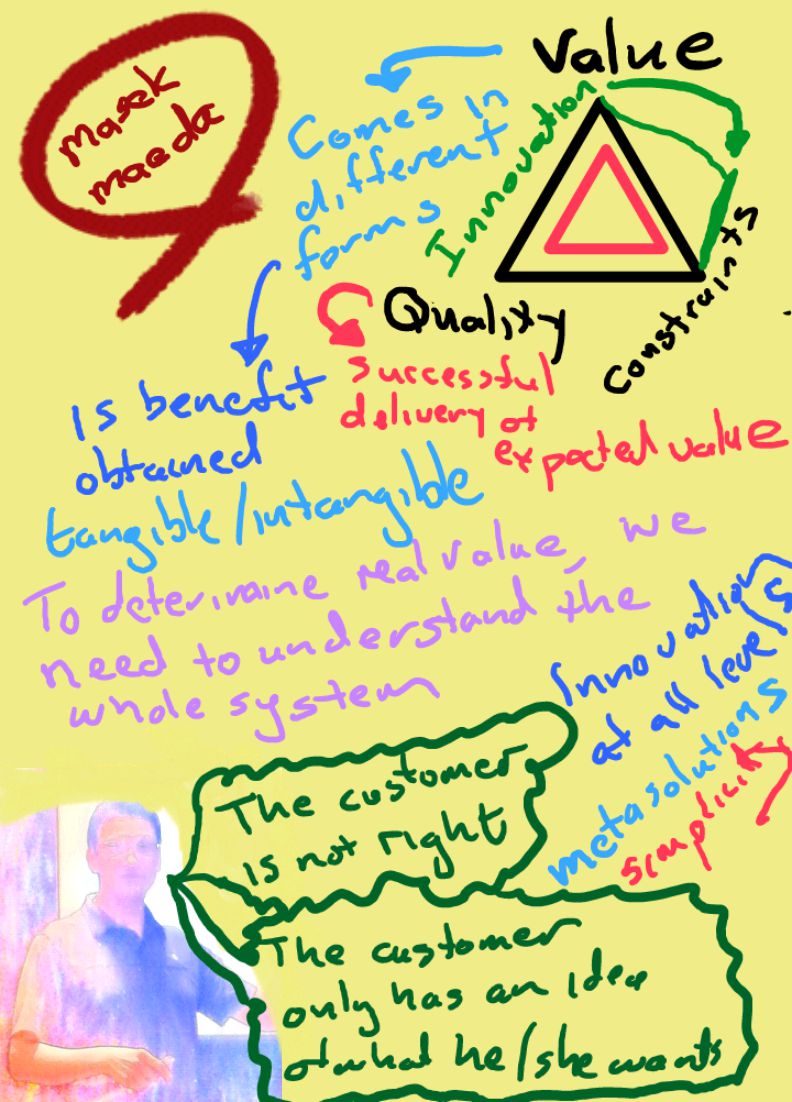 masek
maeda
Value
Comes in
different
forms
Innovation
constraints
Quality
successful
delivery of
expected value
is benefit
obtained
tangible/intangible
To determine real value, we
need to understand the
whole system
Innovation
at all levels
metasolutions
simplicity
The customer
is not right
The customer
only has an idea
of what he/she wants